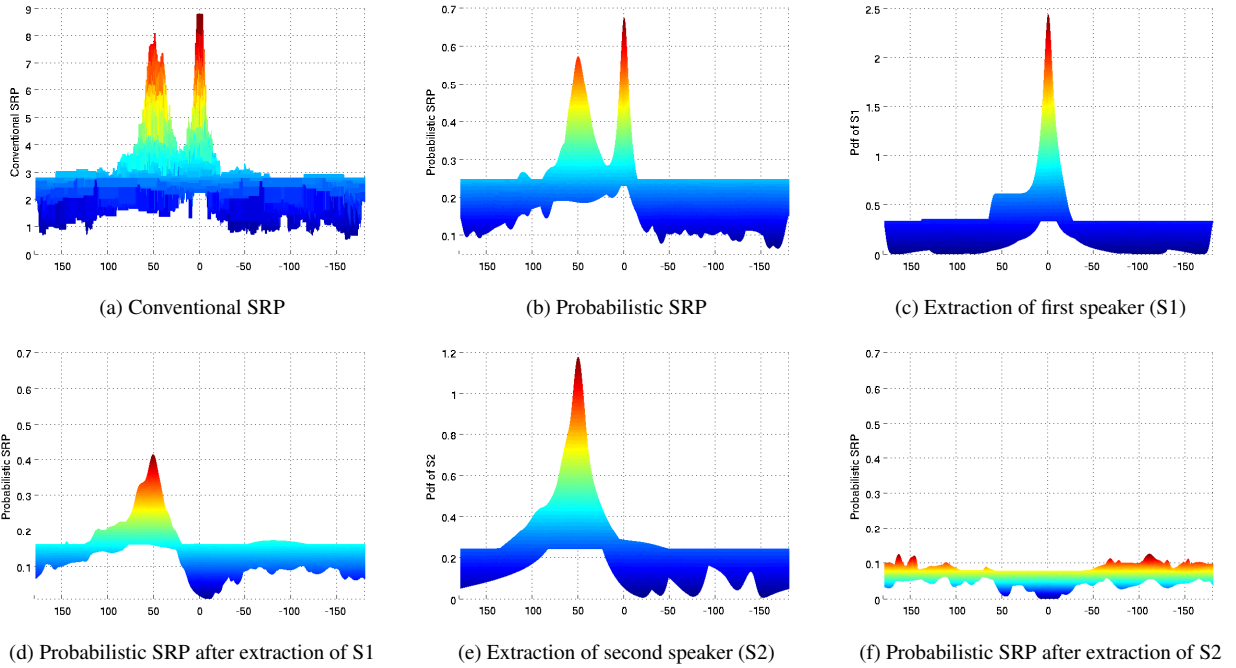 9
8
7
6
5
4
3
2
1
0
Conventional SRP
150 100 50 0 -50 -100 -150
(a) Conventional SRP
0.7
0.6
0.5
0.4
0.3
0.2
0.1
Probabilistic SRP
150 100 50 0 -50 -100 -150
(b) Probabilistic SRP
2.5
2
1.5
1
0.5
0
Pdf of S1
150 100 50 0 -50 -100 -150
(c) Extraction of first speaker (S1)
0.7
0.6
0.5
0.4
0.3
0.2
0.1
Probabilistic SRP
150 100 50 0 -50 -100 -150
(d) Probabilistic SRP after extraction of S1
1.2
1
0.8
0.6
0.4
0.2
0
Pdf of S2
150 100 50 0 -50 -100 -150
(e) Extraction of second speaker (S2)
0.7
0.6
0.5
0.4
0.3
0.2
0.1
0
Probabilistic SRP
150 100 50 0 -50 -100 -150
(f) Probabilistic SRP after extraction of S2